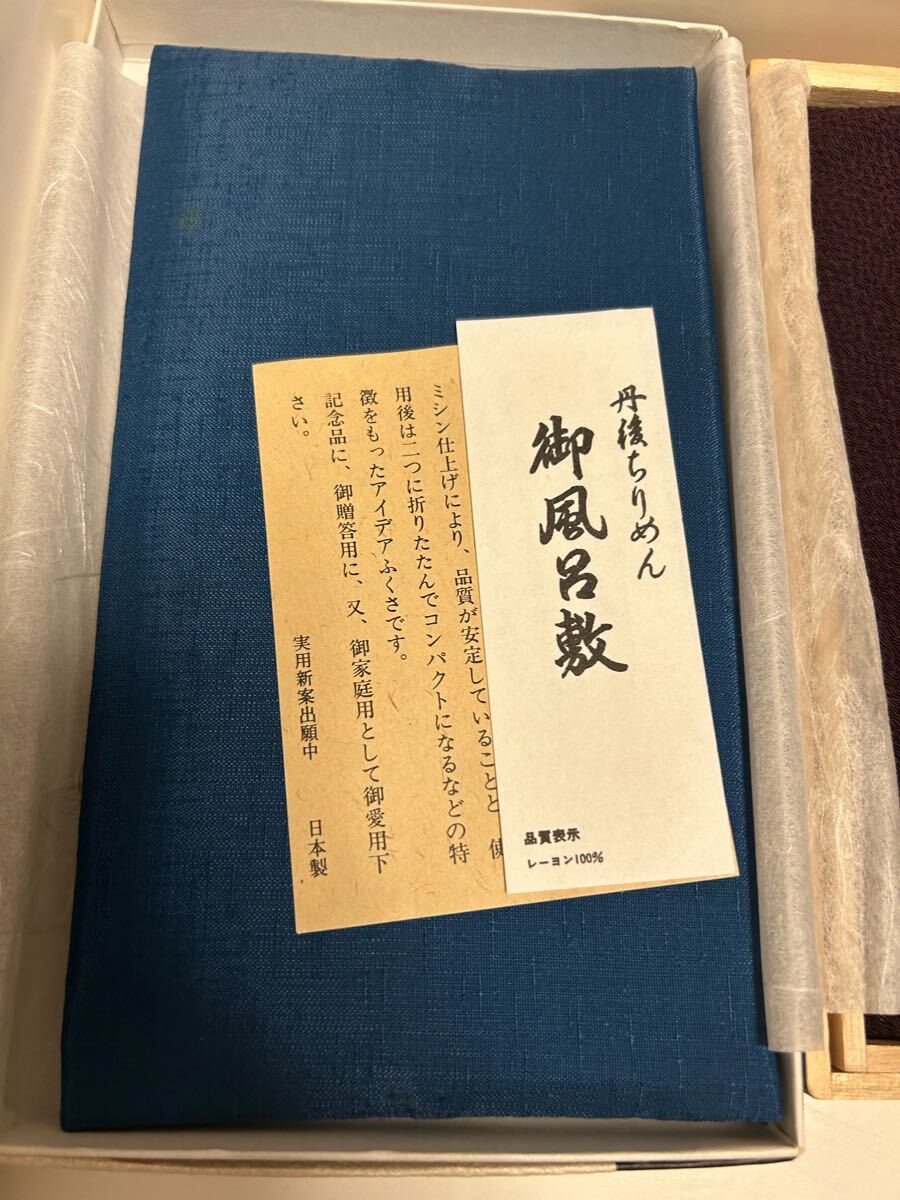 丹後ちりめん
御風呂敷
品質表示
レーヨン100%
ミシン仕上げにより、品質が安定していることと 使
用後は二つに折りたたんでコンパクトになるなどの特
徴をもったアイデアふくさです。
記念品に、御贈答用に、又、御家庭用として御愛用下
さい。
実用新案出願中
日本製